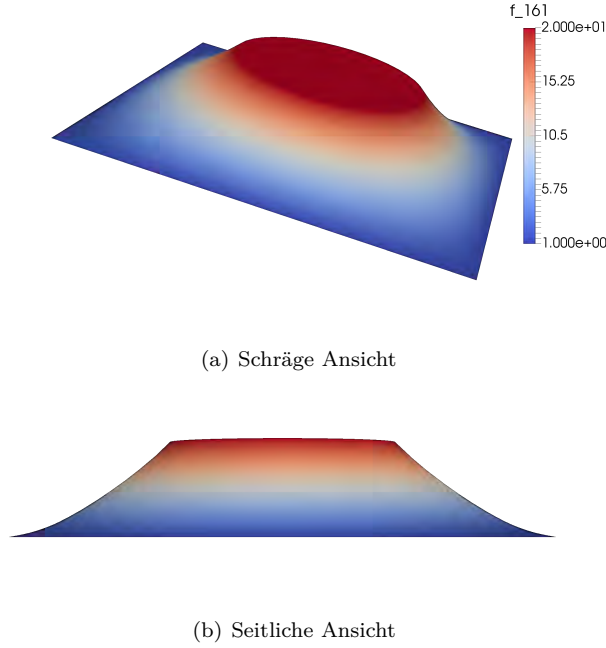 f_161
2.000e+01
15.25
10.5
5.75
1.000e+00
(a) Schräge Ansicht
(b) Seitliche Ansicht